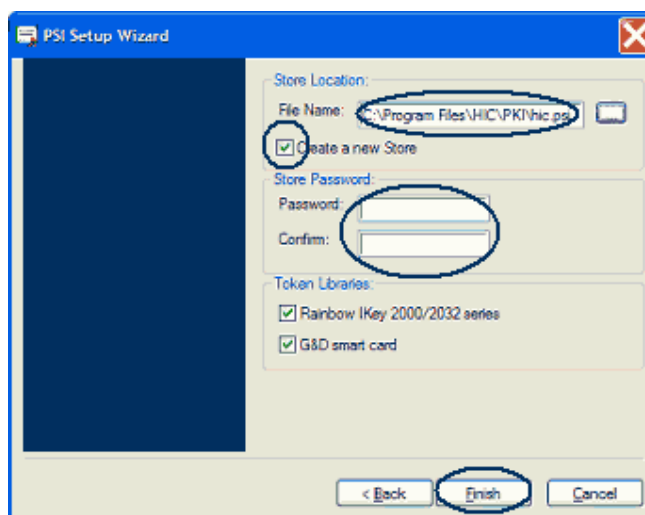 PSI Setup Wizard
Store Location:
File Name: C:\Program Files\HIC\PKI\hic.psi
Create a new Store
Store Password:
Password:
Confirm:
Token Libraries:
Rainbow IKey 2000/2032 series
G&D smart card
< Back Finish Cancel